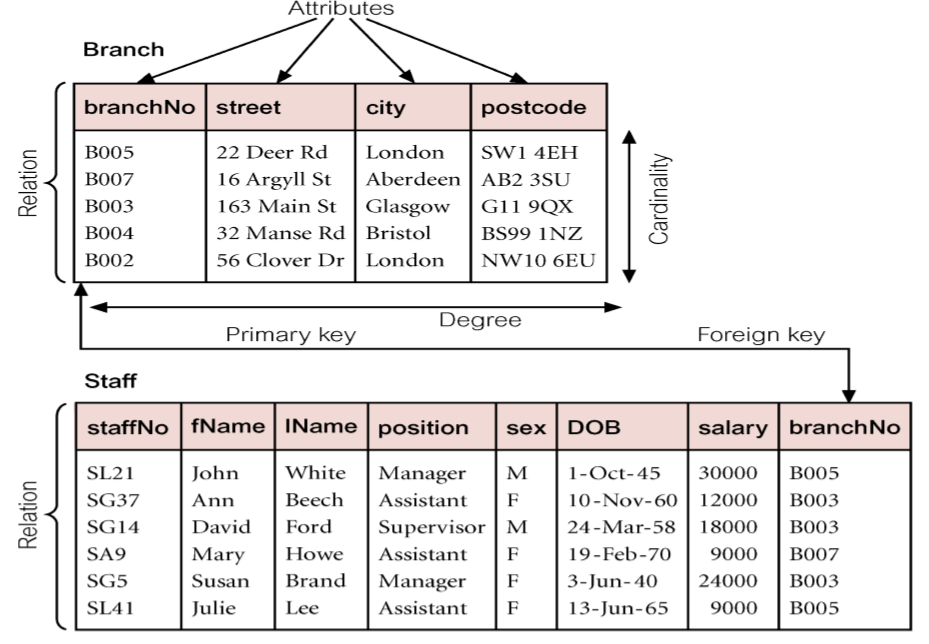 Attributes
Branch
branchNo street city postcode
B005 22 Deer Rd London SW1 4EH
B007 16 Argyll St Aberdeen AB2 3SU
B003 163 Main St Glasgow G11 9QX
B004 32 Manse Rd Bristol BS99 1NZ
B002 56 Clover Dr London NW10 6EU
Relation
Cardinality
Degree
Primary key
Foreign key
Staff
staffNo fName lName position sex DOB salary branchNo
SL21 John White Manager M 1-Oct-45 30000 B005
SG37 Ann Beech Assistant F 10-Nov-60 12000 B003
SG14 David Ford Supervisor M 24-Mar-58 18000 B003
SA9 Mary Howe Assistant F 19-Feb-70 9000 B007
SG5 Susan Brand Manager F 3-Jun-40 24000 B003
SL41 Julie Lee Assistant F 13-Jun-65 9000 B005
Relation